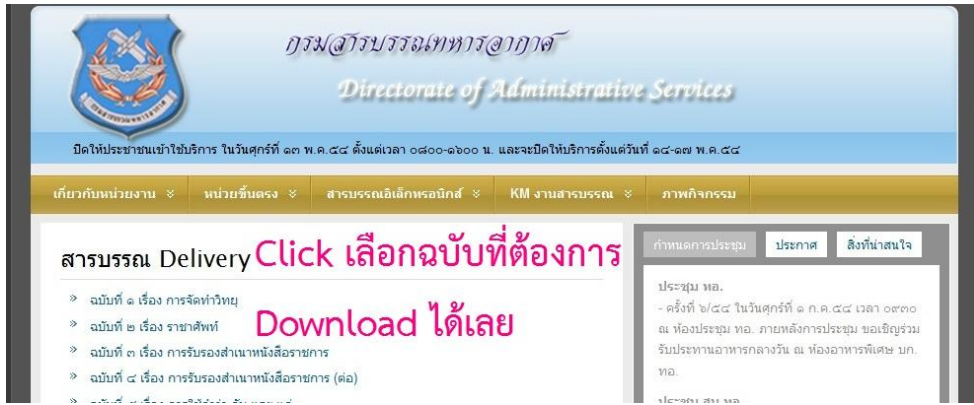 กรมสารบรรณทหารอากาศ
Directorate of Administrative Services
ปิดให้ประชาชนเข้าใช้บริการ ในวันศุกร์ที่ ๑๓ พ.ค.๕๔ ตั้งแต่เวลา ๐๘๐๐-๑๖๐๐ น. และจะปิดให้บริการตั้งแต่วันที่ ๑๔-๑๗ พ.ค.๕๔
เกี่ยวกับหน่วยงาน หน่วยขึ้นตรง สารบรรณอิเล็กทรอนิกส์ KM งานสารบรรณ ภาพกิจกรรม
สารบรรณ Delivery
Click เลือกฉบับที่ต้องการ
Download ได้เลย
» ฉบับที่ ๑ เรื่อง การจัดทำวิทยุ
» ฉบับที่ ๒ เรื่อง ราชาศัพท์
» ฉบับที่ ๓ เรื่อง การรับรองสำเนาหนังสือราชการ
» ฉบับที่ ๔ เรื่อง การรับรองสำเนาหนังสือราชการ (ต่อ)
กำหนดการประชุม ประกาศ สิ่งที่น่าสนใจ
ประชุม ทอ.
- ครั้งที่ ๖/๕๔ ในวันศุกร์ที่ ๑ ก.ค.๕๔ เวลา ๐๙๓๐
ณ ห้องประชุม ทอ. ภายหลังการประชุม ขอเชิญร่วม
รับประทานอาหารกลางวัน ณ ห้องอาหารพิเศษ บก.
ทอ.